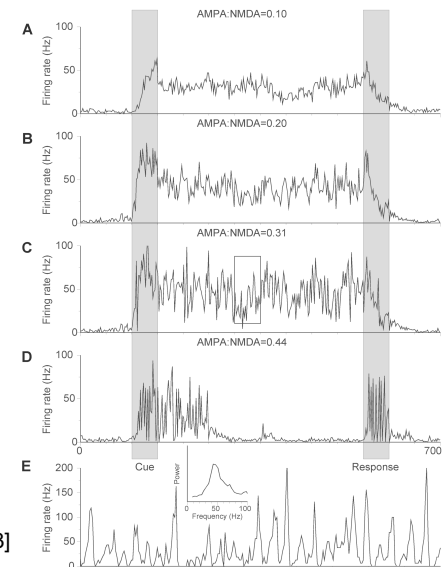 AMPA:NMDA=0.10
A
Firing rate (Hz)
100
50
0
AMPA:NMDA=0.20
B
Firing rate (Hz)
100
50
0
AMPA:NMDA=0.31
C
Firing rate (Hz)
100
50
0
AMPA:NMDA=0.44
D
Firing rate (Hz)
100
50
0
0
700
Cue
Response
E
Firing rate (Hz)
200
150
100
50
0
Power
0 50 100
Frequency (Hz)
3]